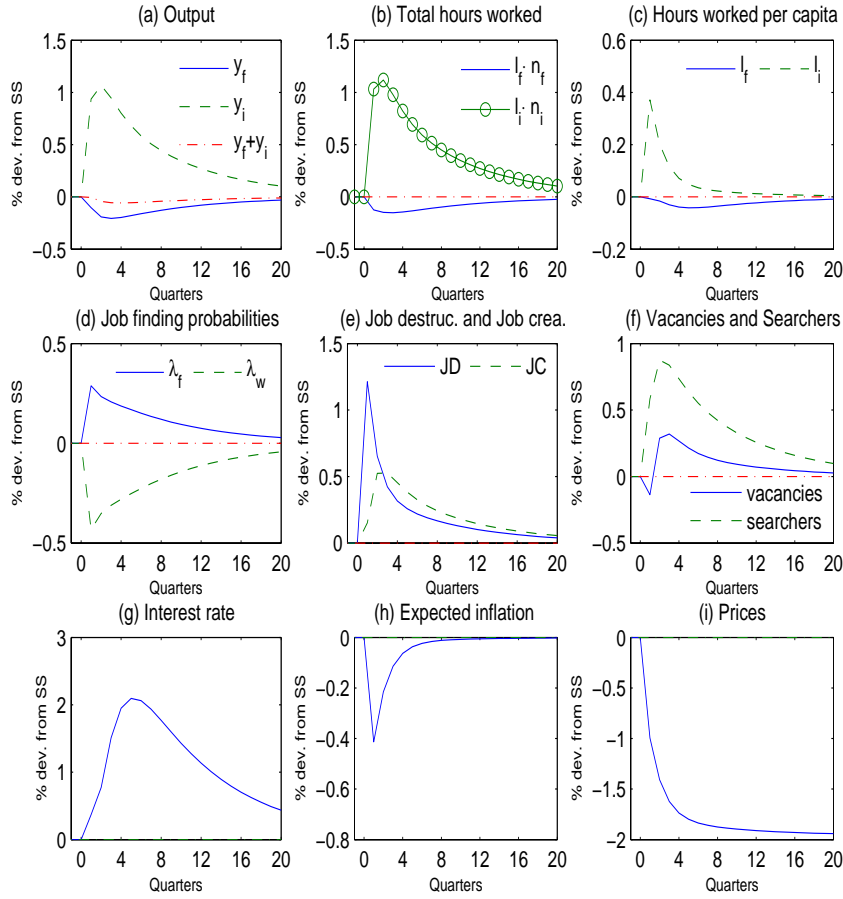 (a) Output
% dev. from SS
1.5
1
0.5
0
−0.5
y_f
y_i
y_f+y_i
0 4 8 12 16 20
Quarters
(b) Total hours worked
% dev. from SS
1.5
1
0.5
0
−0.5
l_f· n_f
l_i· n_i
0 4 8 12 16 20
Quarters
(c) Hours worked per capita
% dev. from SS
0.6
0.4
0.2
0
−0.2
l_f l_i
0 4 8 12 16 20
Quarters
(d) Job finding probabilities
% dev. from SS
0.5
0
−0.5
λ_f λ_w
0 4 8 12 16 20
Quarters
(e) Job destruc. and Job crea.
% dev. from SS
1.5
1
0.5
0
JD JC
0 4 8 12 16 20
Quarters
(f) Vacancies and Searchers
% dev. from SS
1
0.5
0
−0.5
vacancies
searchers
0 4 8 12 16 20
Quarters
(g) Interest rate
% dev. from SS
3
2
1
0
0 4 8 12 16 20
Quarters
(h) Expected inflation
% dev. from SS
0
−0.2
−0.4
−0.6
−0.8
0 4 8 12 16 20
Quarters
(i) Prices
% dev. from SS
0
−0.5
−1
−1.5
−2
0 4 8 12 16 20
Quarters